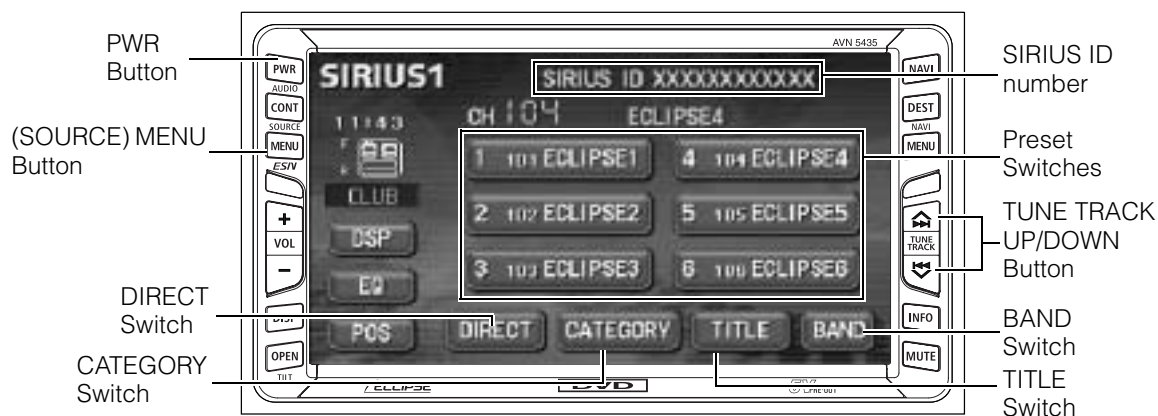 PWR
Button
(SOURCE) MENU
Button
DIRECT
Switch
CATEGORY
Switch
AVN 5435
PWR
AUDIO
CONT
SOURCE
MENU
ESN
+
VOL
−
DISP
OPEN
TILT
SIRIUS1
SIRIUS ID XXXXXXXXXXXX
11:43
CH 104 ECLIPSE4
F
R
CLUB
DSP
EQ
POS
1 101 ECLIPSE1
4 104 ECLIPSE4
2 102 ECLIPSE2
5 105 ECLIPSE5
3 103 ECLIPSE3
6 106 ECLIPSE6
DIRECT CATEGORY TITLE BAND
ECLIPSE
DVD
NAVI
DEST
NAVI
MENU
TUNE
TRACK
INFO
MUTE
SIRIUS ID
number
Preset
Switches
TUNE TRACK
UP/DOWN
Button
BAND
Switch
TITLE
Switch